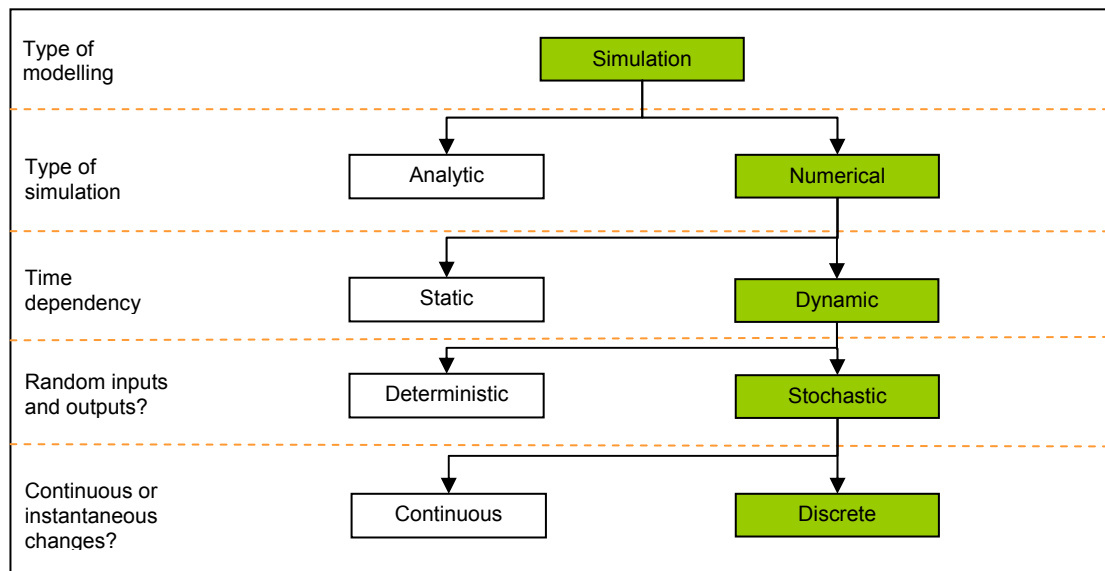 Type of
modelling
Simulation
Type of
simulation
Analytic
Numerical
Time
dependency
Static
Dynamic
Random inputs
and outputs?
Deterministic
Stochastic
Continuous or
instantaneous
changes?
Continuous
Discrete